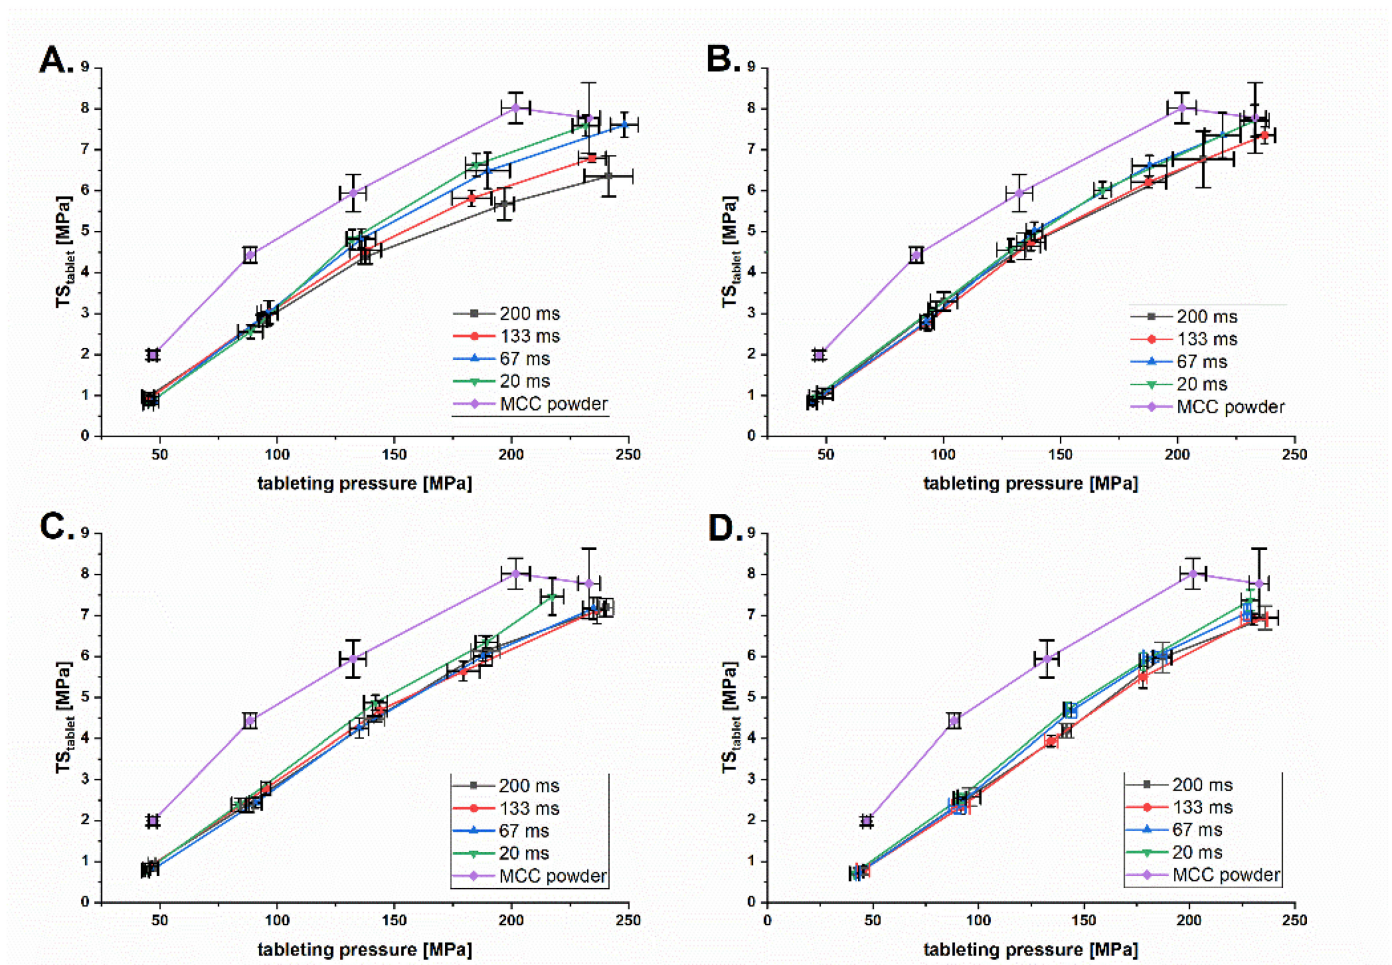 A.
9
8
7
6
5
4
3
2
1
0
TStablet [MPa]
200 ms
133 ms
67 ms
20 ms
MCC powder
50 100 150 200 250
tableting pressure [MPa]
B.
9
8
7
6
5
4
3
2
1
0
TStablet [MPa]
200 ms
133 ms
67 ms
20 ms
MCC powder
50 100 150 200 250
tableting pressure [MPa]
C.
9
8
7
6
5
4
3
2
1
0
TStablet [MPa]
200 ms
133 ms
67 ms
20 ms
MCC powder
50 100 150 200 250
tableting pressure [MPa]
D.
9
8
7
6
5
4
3
2
1
0
TStablet [MPa]
200 ms
133 ms
67 ms
20 ms
MCC powder
0 50 100 150 200 250
tableting pressure [MPa]